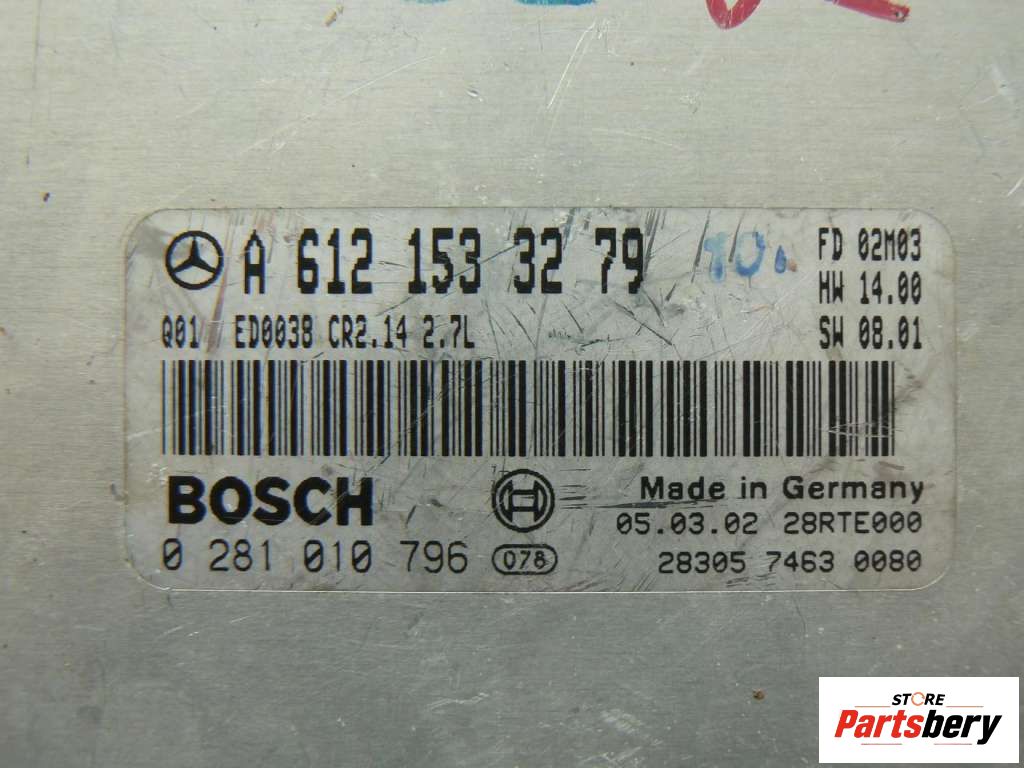 A 612 153 32 79
10.
FD 02M03
HW 14.00
Q01 ED0038 CR2.14 2.7L
SW 08.01
BOSCH
Made in Germany
05.03.02 28RTE000
0 281 010 796 078
28305 7463 0080
STORE
Partsbery